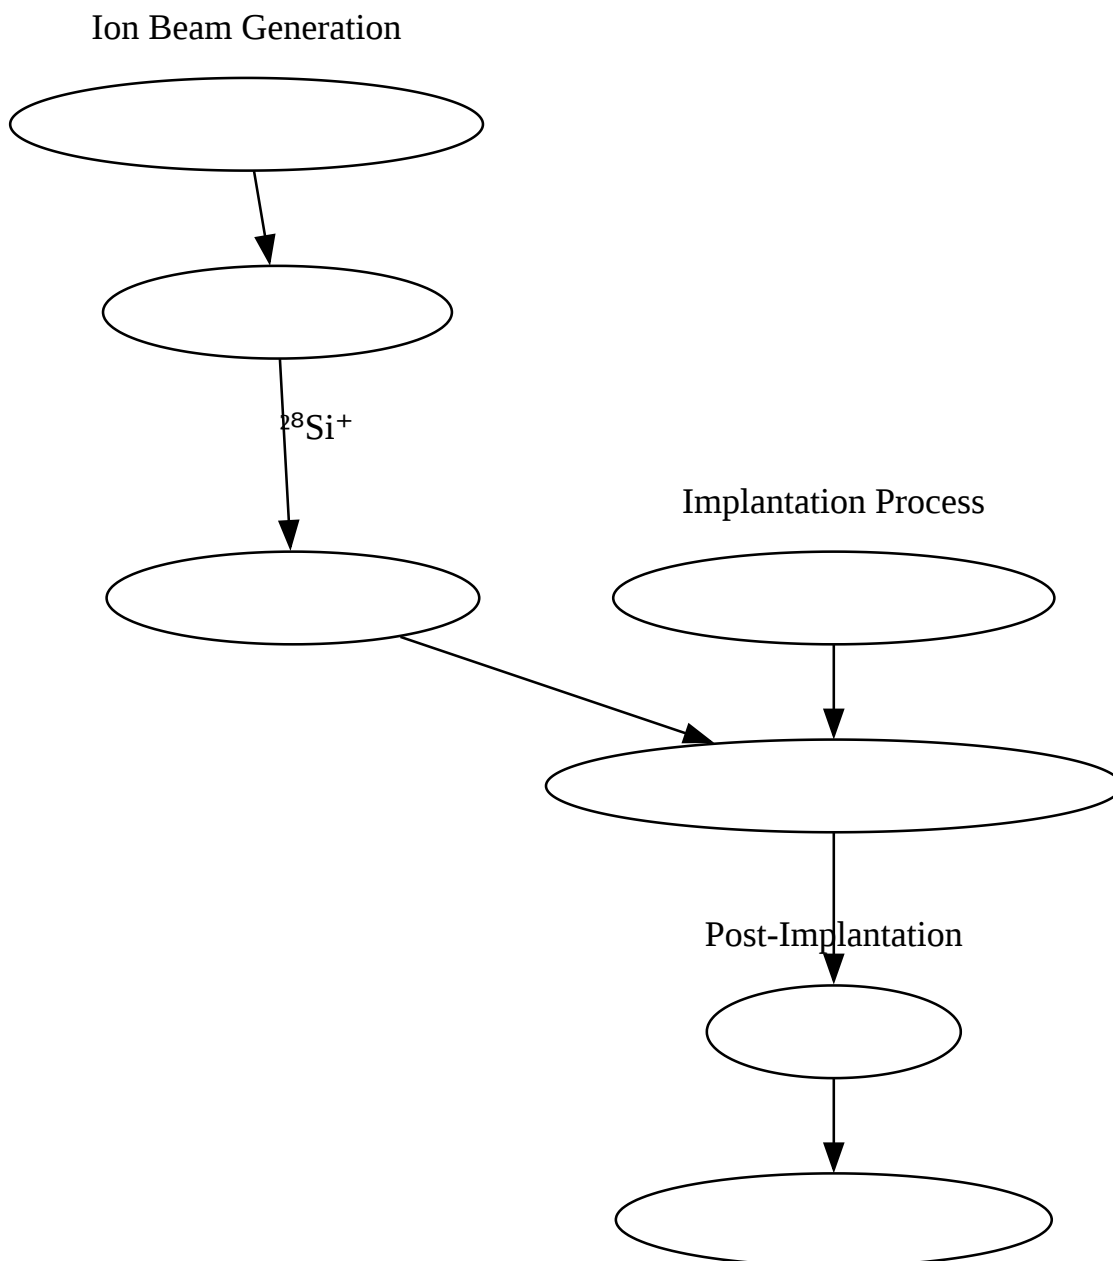 Ion Beam Generation
²⁸Si⁺
Implantation Process
Post-Implantation